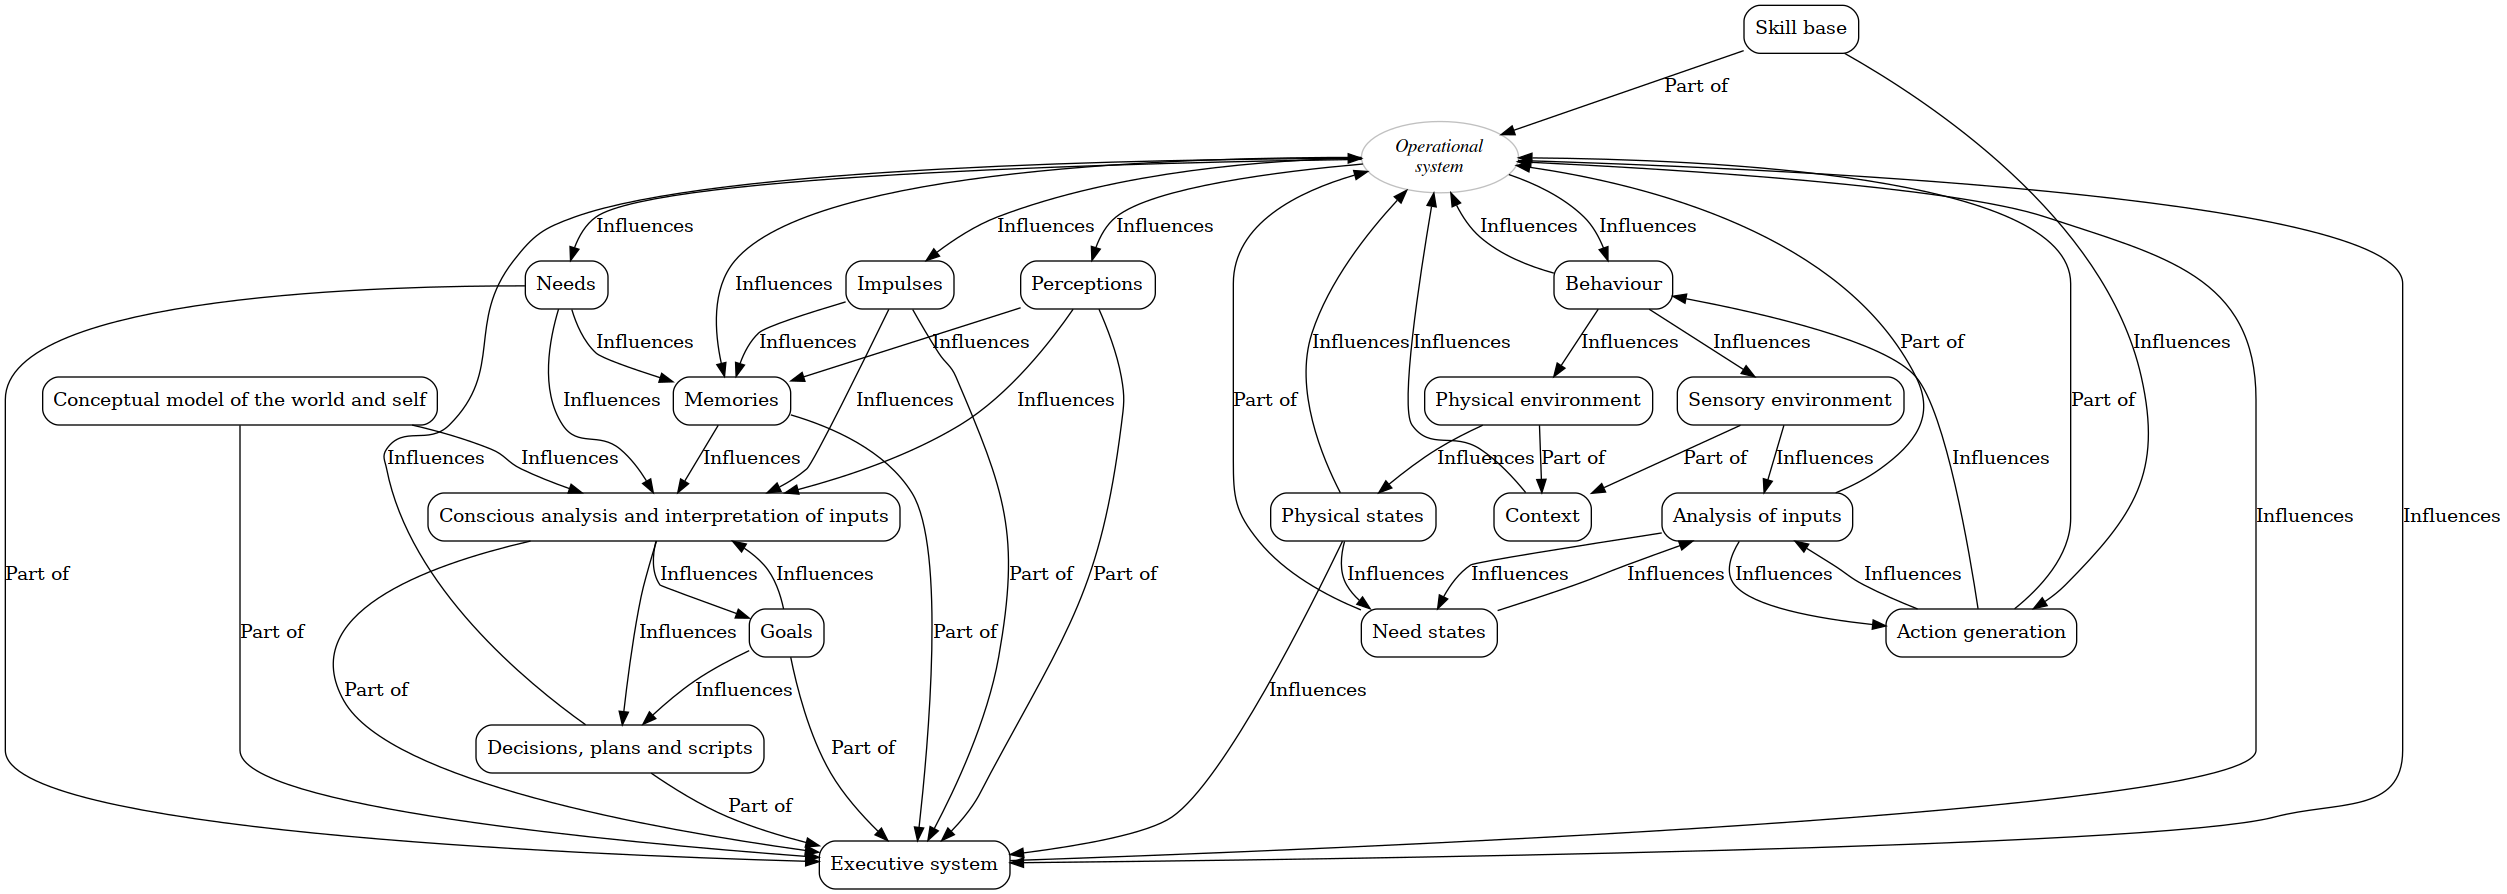 Skill base
Part of
Operational
system
Influences
Influences
Influences
Influences
Influences
Needs
Influences
Impulses
Perceptions
Behaviour
Influences
Influences
Influences
Influences
Influences
Influences
Influences
Part of
Influences
Conceptual model of the world and self
Influences
Memories
Influences
Influences
Part of
Physical environment
Sensory environment
Part of
Influences
Influences
Influences
Influences
Part of
Part of
Influences
Influences
Conscious analysis and interpretation of inputs
Physical states
Context
Analysis of inputs
Influences
Influences
Part of
Influences
Influences
Part of
Part of
Influences
Influences
Influences
Influences
Influences
Part of
Influences
Goals
Part of
Need states
Action generation
Part of
Influences
Influences
Decisions, plans and scripts
Part of
Part of
Executive system